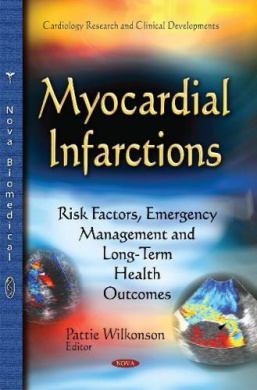 Cardiology Research and Clinical Developments
Nova Biomedical
Myocardial
Infarctions
Risk Factors, Emergency
Management and
Long-Term
Health
Outcomes
Pattie Wilkonson
Editor
NOVA